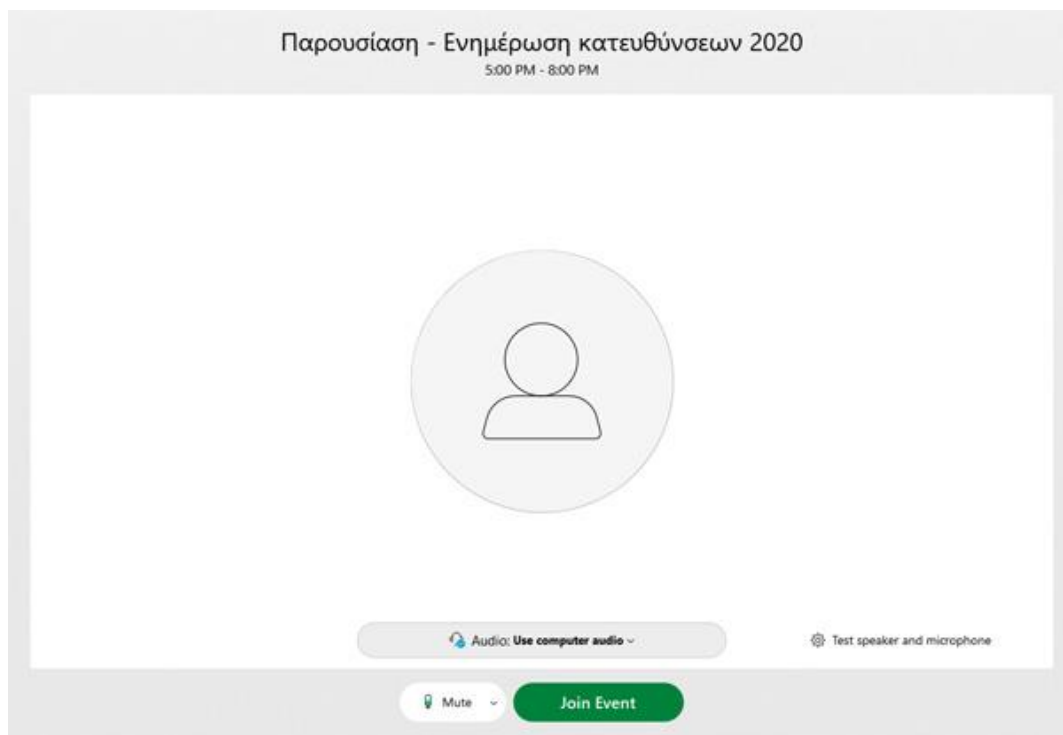 Παρουσίαση - Ενημέρωση κατευθύνσεων 2020
5:00 PM - 8:00 PM
Audio: Use computer audio
Test speaker and microphone
Mute
Join Event